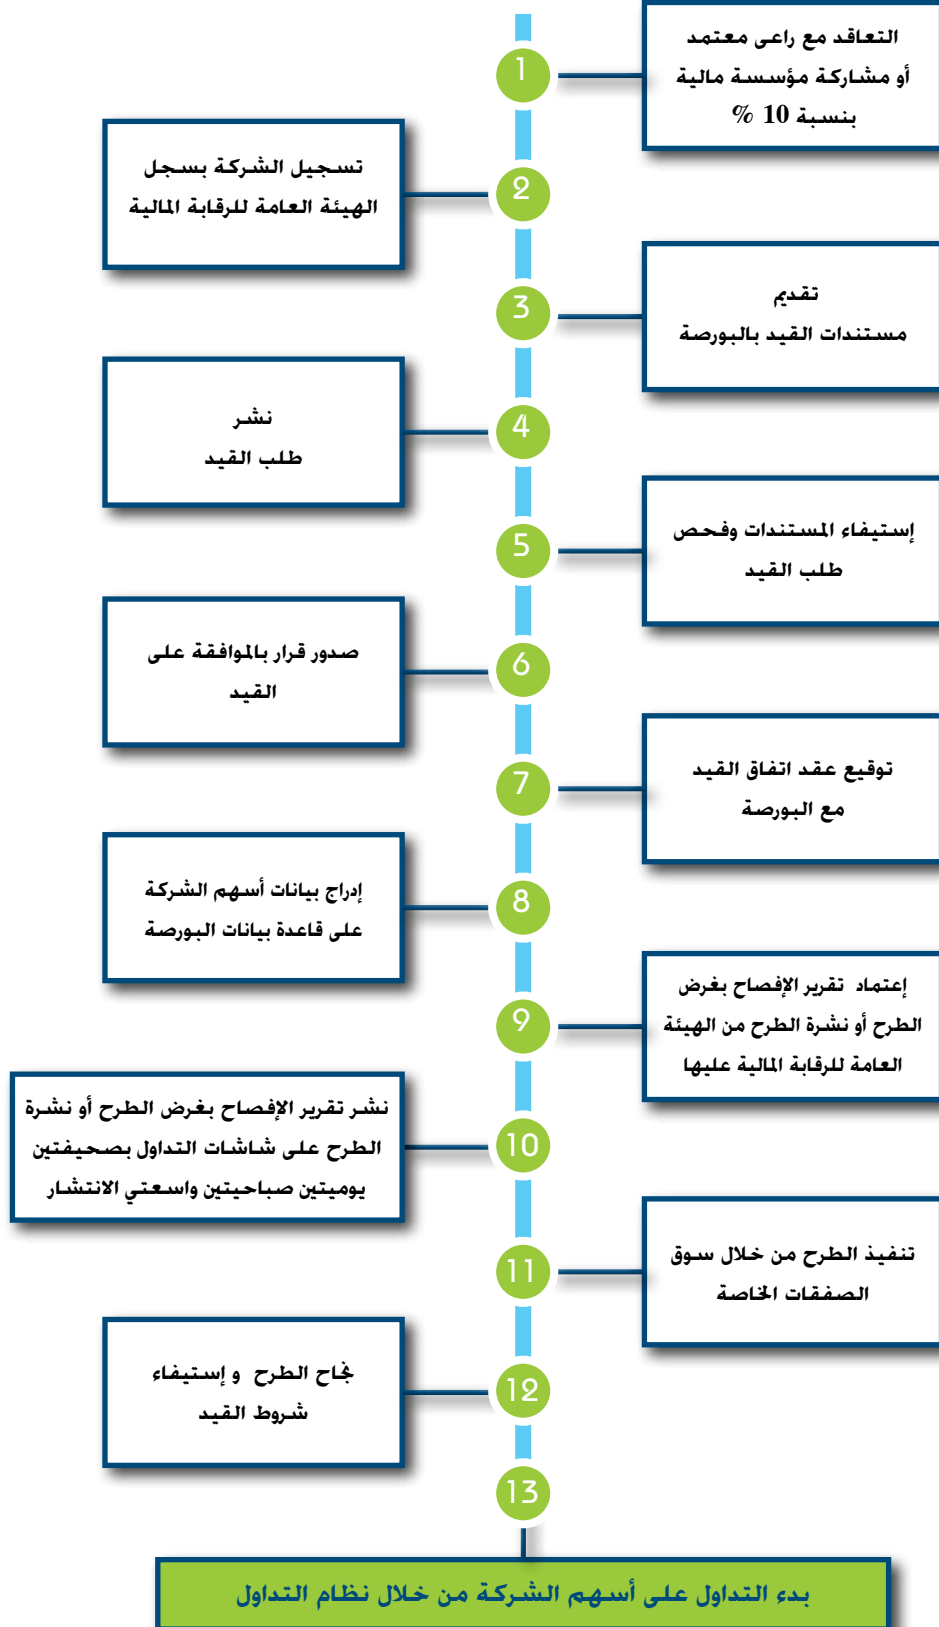 1
التعاقد مع راعى معتمد
أو مشاركة مؤسسة مالية
بنسبة 10 %
2
تسجيل الشركة بسجل
الهيئة العامة للرقابة المالية
3
تقديم
مستندات القيد بالبورصة
4
نشر
طلب القيد
5
إستيفاء المستندات وفحص
طلب القيد
6
صدور قرار بالموافقة على
القيد
7
توقيع عقد اتفاق القيد
مع البورصة
8
إدراج بيانات أسهم الشركة
على قاعدة بيانات البورصة
9
إعتماد تقرير الإفصاح بغرض
الطرح أو نشرة الطرح من الهيئة
العامة للرقابة المالية عليها
10
نشر تقرير الإفصاح بغرض الطرح أو نشرة
الطرح على شاشات التداول بصحيفتين
يوميتين صباحيتين واسعتي الانتشار
11
تنفيذ الطرح من خلال سوق
الصفقات الخاصة
12
نجاح الطرح و إستيفاء
شروط القيد
13
بدء التداول على أسهم الشركة من خلال نظام التداول